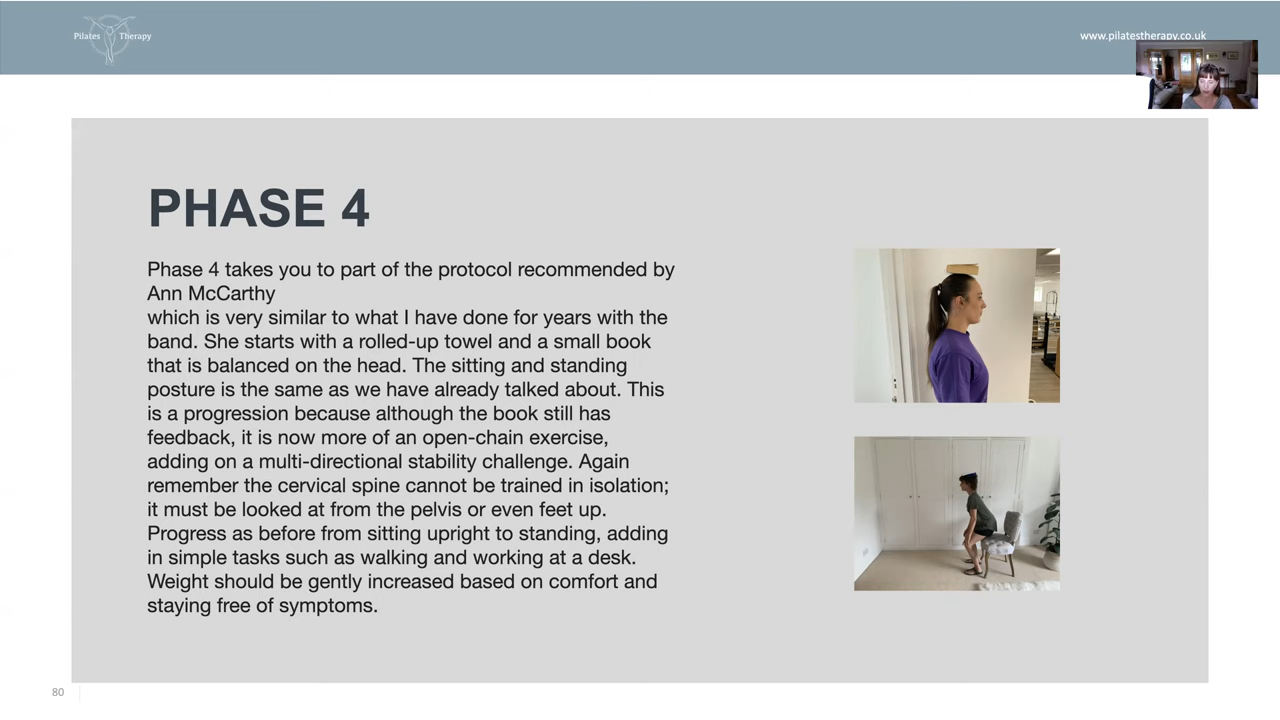 Pilates Therapy
www.pilatestherapy.co.uk
PHASE 4
Phase 4 takes you to part of the protocol recommended by
Ann McCarthy
which is very similar to what I have done for years with the
band. She starts with a rolled-up towel and a small book
that is balanced on the head. The sitting and standing
posture is the same as we have already talked about. This
is a progression because although the book still has
feedback, it is now more of an open-chain exercise,
adding on a multi-directional stability challenge. Again
remember the cervical spine cannot be trained in isolation;
it must be looked at from the pelvis or even feet up.
Progress as before from sitting upright to standing, adding
in simple tasks such as walking and working at a desk.
Weight should be gently increased based on comfort and
staying free of symptoms.
80